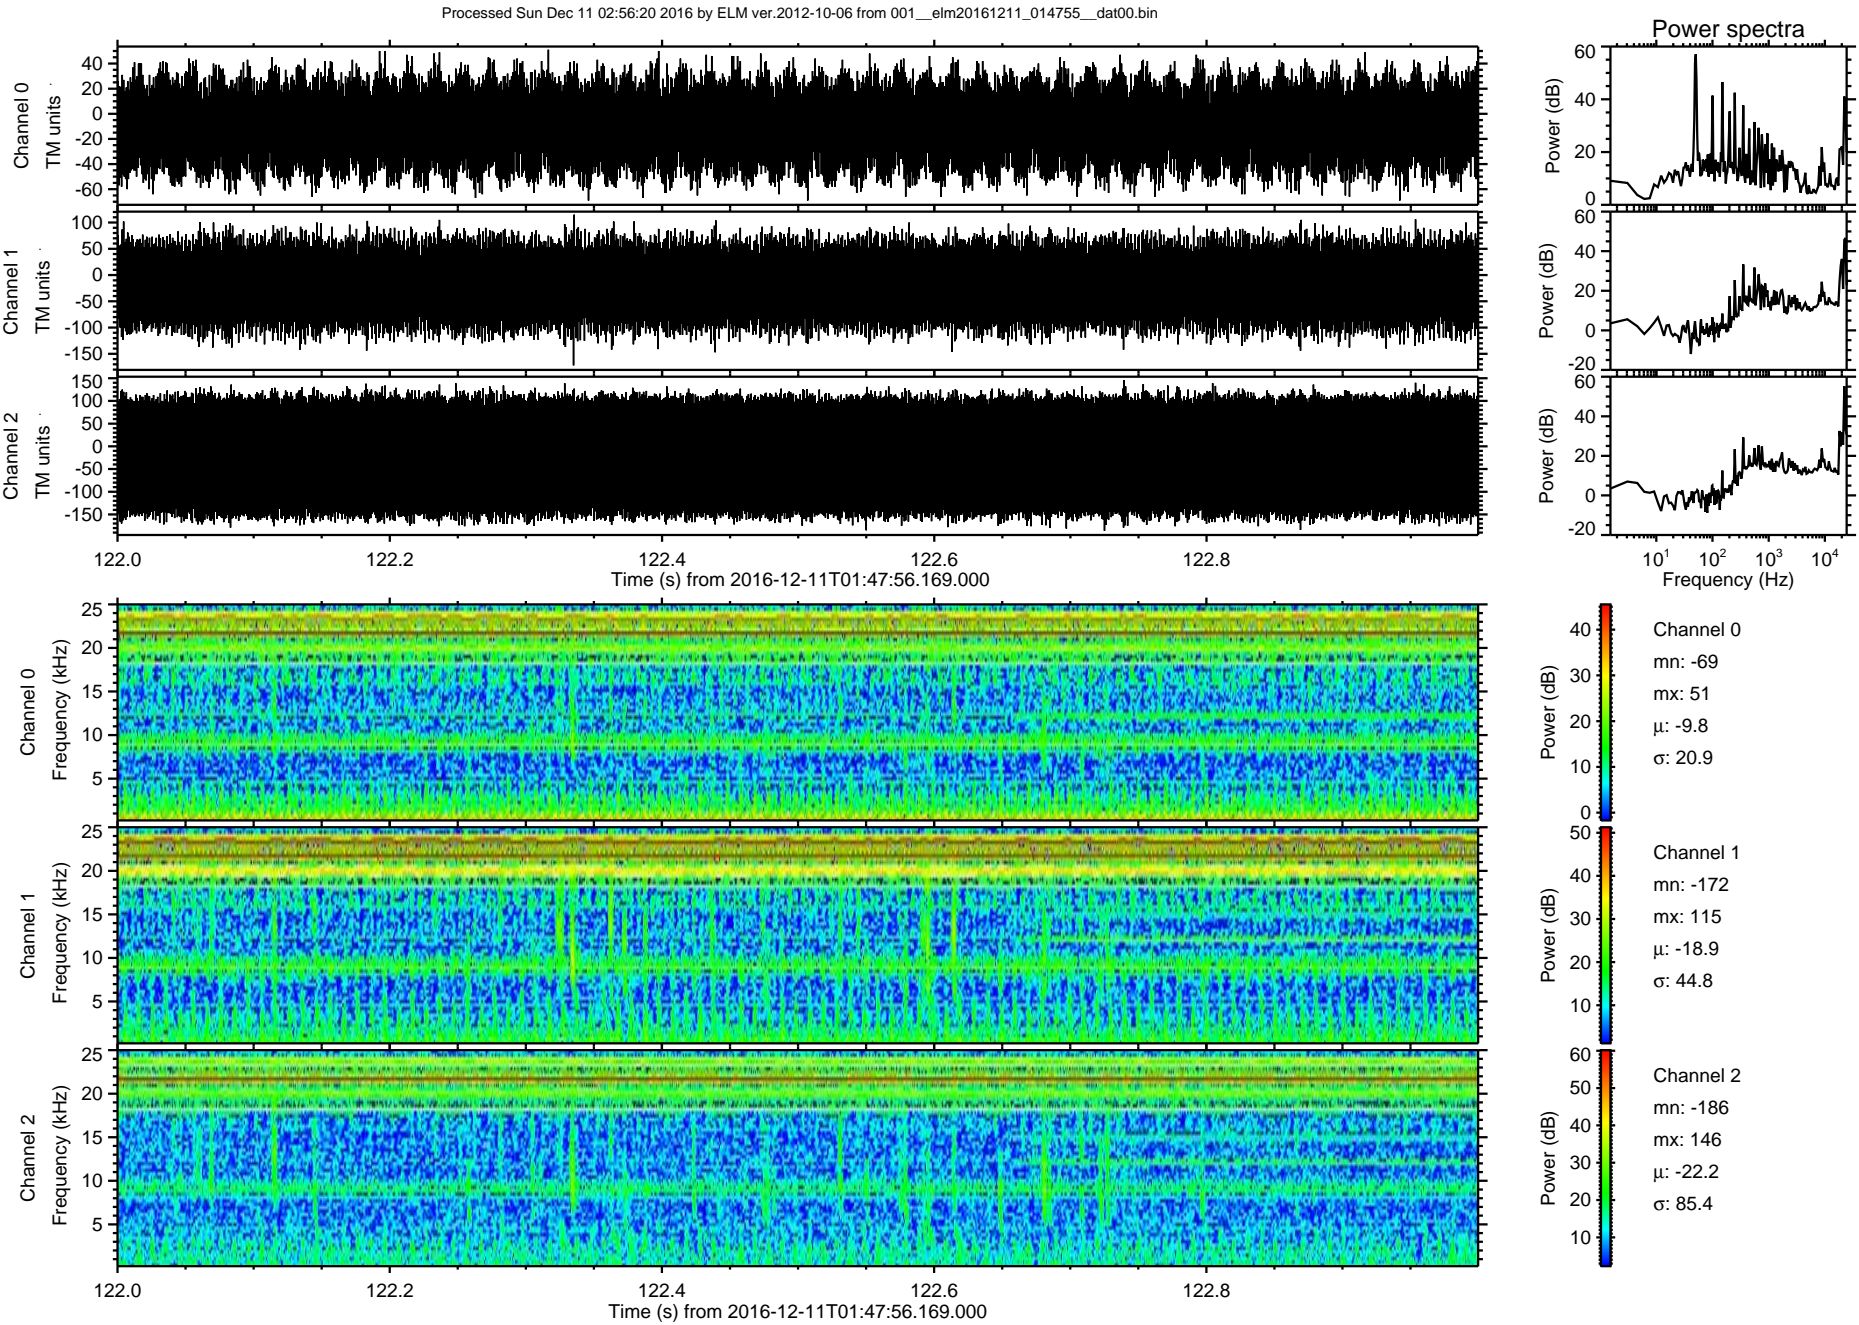 Processed Sun Dec 11 02:56:20 2016 by ELM ver.2012-10-06 from 001__elm20161211_014755__dat00.bin
Power spectra
Channel 0
TM units
40
20
0
-20
-40
-60
Power (dB)
60
40
20
0
Channel 1
TM units
100
50
0
-50
-100
-150
Power (dB)
60
40
20
0
-20
Channel 2
TM units
150
100
50
0
-50
-100
-150
Power (dB)
60
40
20
0
-20
122.0 122.2 122.4 122.6 122.8
Time (s) from 2016-12-11T01:47:56.169.000
10¹ 10² 10³ 10⁴
Frequency (Hz)
Channel 0
Frequency (kHz)
25
20
15
10
5
Power (dB)
40
30
20
10
0
Channel 0
mn: -69
mx: 51
μ: -9.8
σ: 20.9
Channel 1
Frequency (kHz)
25
20
15
10
5
Power (dB)
50
40
30
20
10
Channel 1
mn: -172
mx: 115
μ: -18.9
σ: 44.8
Channel 2
Frequency (kHz)
25
20
15
10
5
Power (dB)
60
50
40
30
20
10
Channel 2
mn: -186
mx: 146
μ: -22.2
σ: 85.4
122.0 122.2 122.4 122.6 122.8
Time (s) from 2016-12-11T01:47:56.169.000